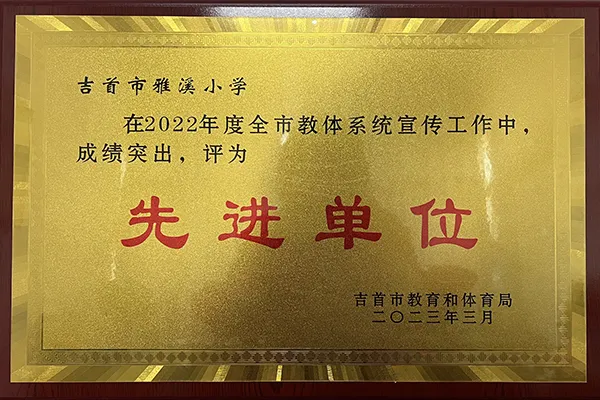 吉首市雅溪小学
在2022年度全市教体系统宣传工作中，
成绩突出，评为
先进单位
吉首市教育和体育局
二〇二三年三月